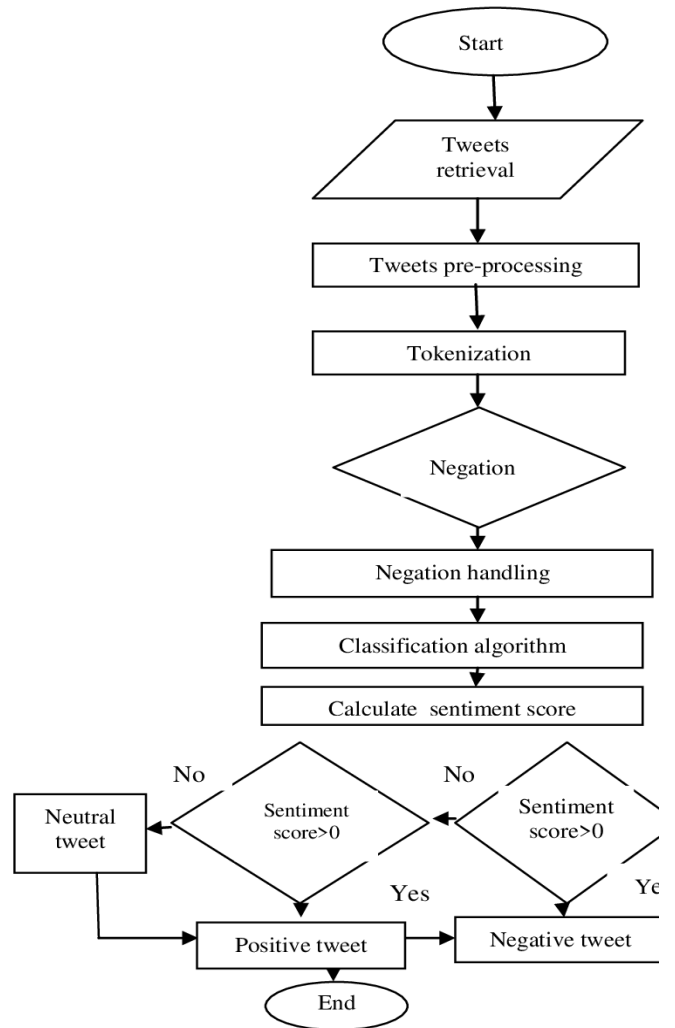 Start
Tweets
retrieval
Tweets pre-processing
Tokenization
Negation
Negation handling
Classification algorithm
Calculate sentiment score
No
No
Neutral
tweet
Sentiment
score>0
Sentiment
score>0
Yes
Ye
Positive tweet
Negative tweet
End